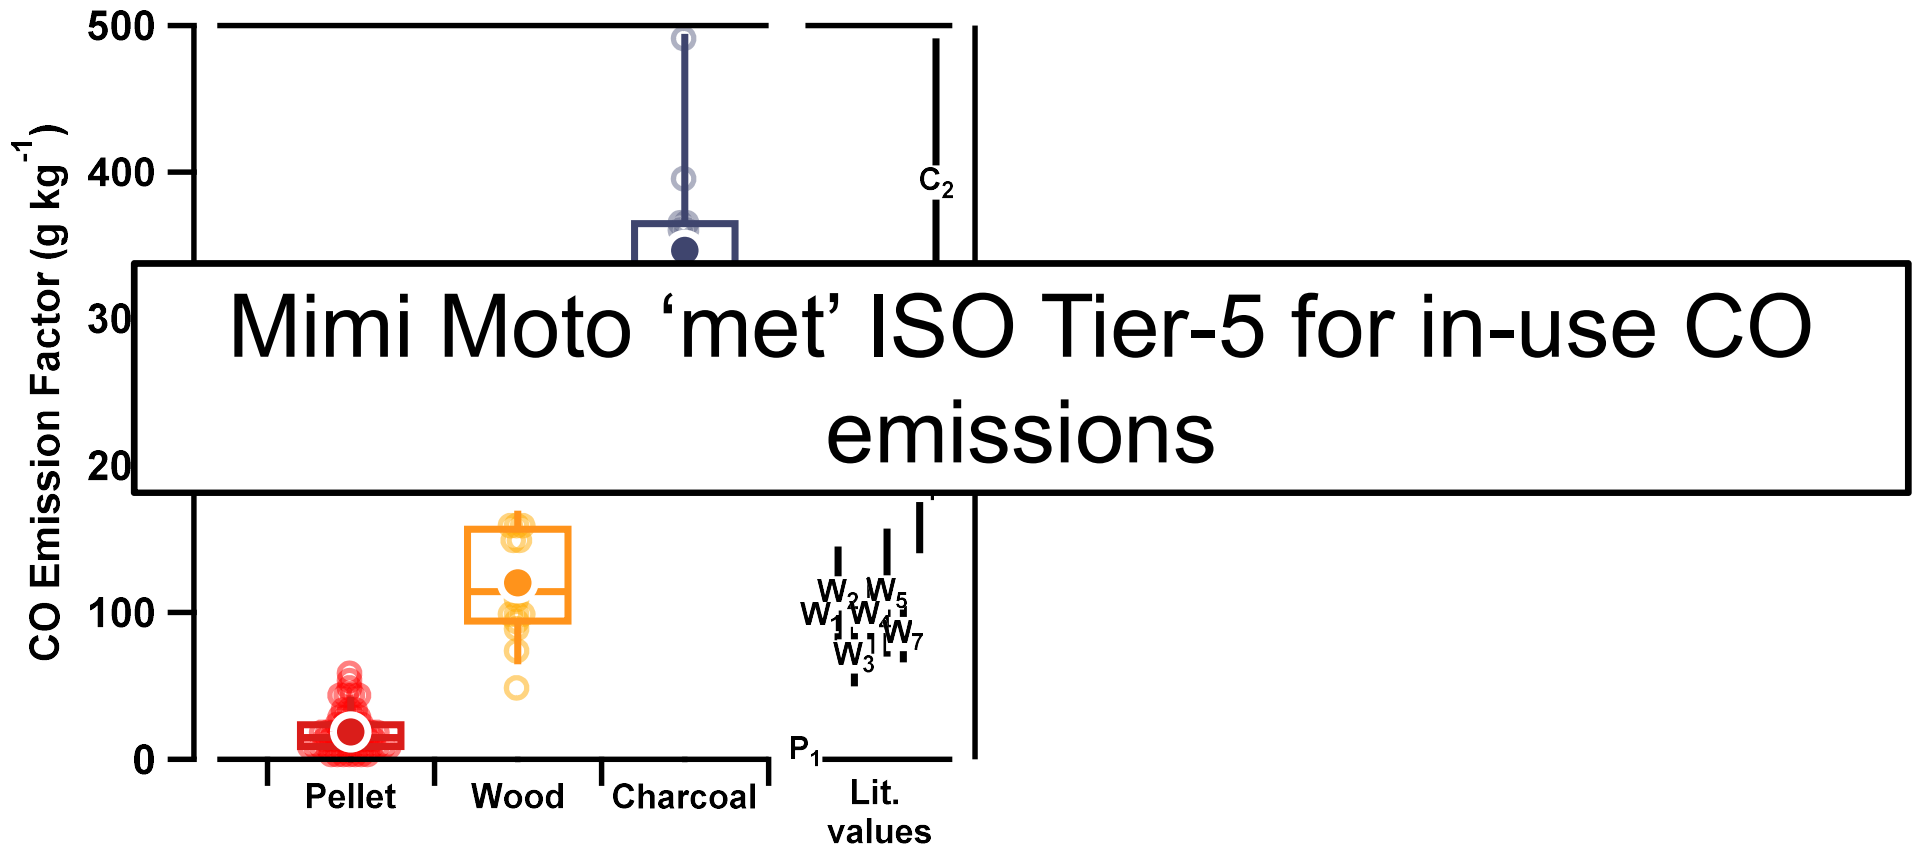 CO Emission Factor (g kg-1)
500
400
30
20
100
0
C2
Mimi Moto ‘met’ ISO Tier-5 for in-use CO
emissions
W2
W5
W1
W4
W7
W3
P1
Pellet
Wood
Charcoal
Lit.
values